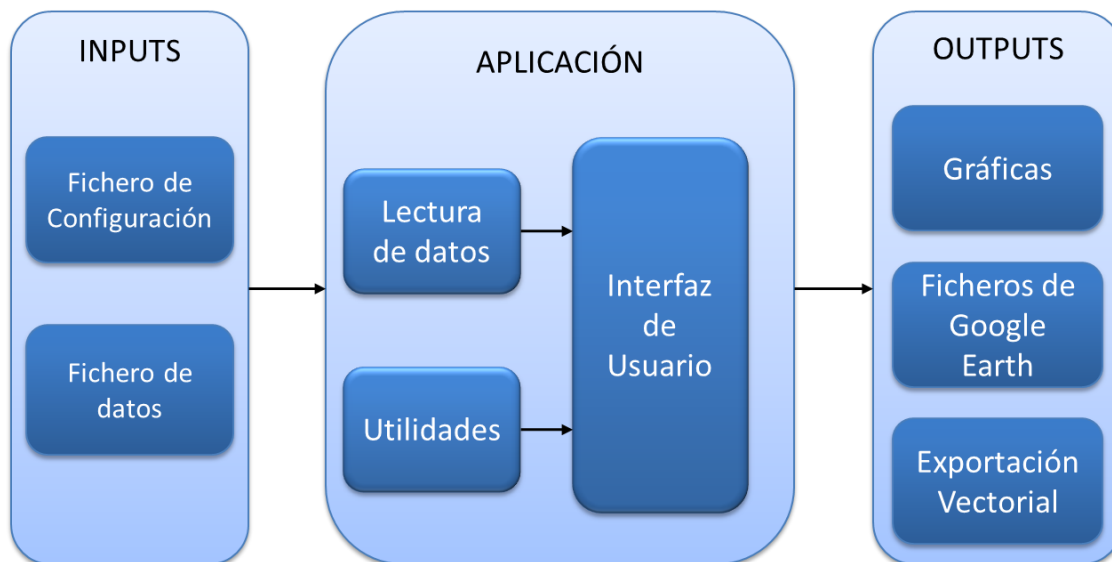 INPUTS
Fichero de
Configuración
Fichero de
datos
APLICACIÓN
Lectura
de datos
Utilidades
Interfaz
de
Usuario
OUTPUTS
Gráficas
Ficheros de
Google
Earth
Exportación
Vectorial